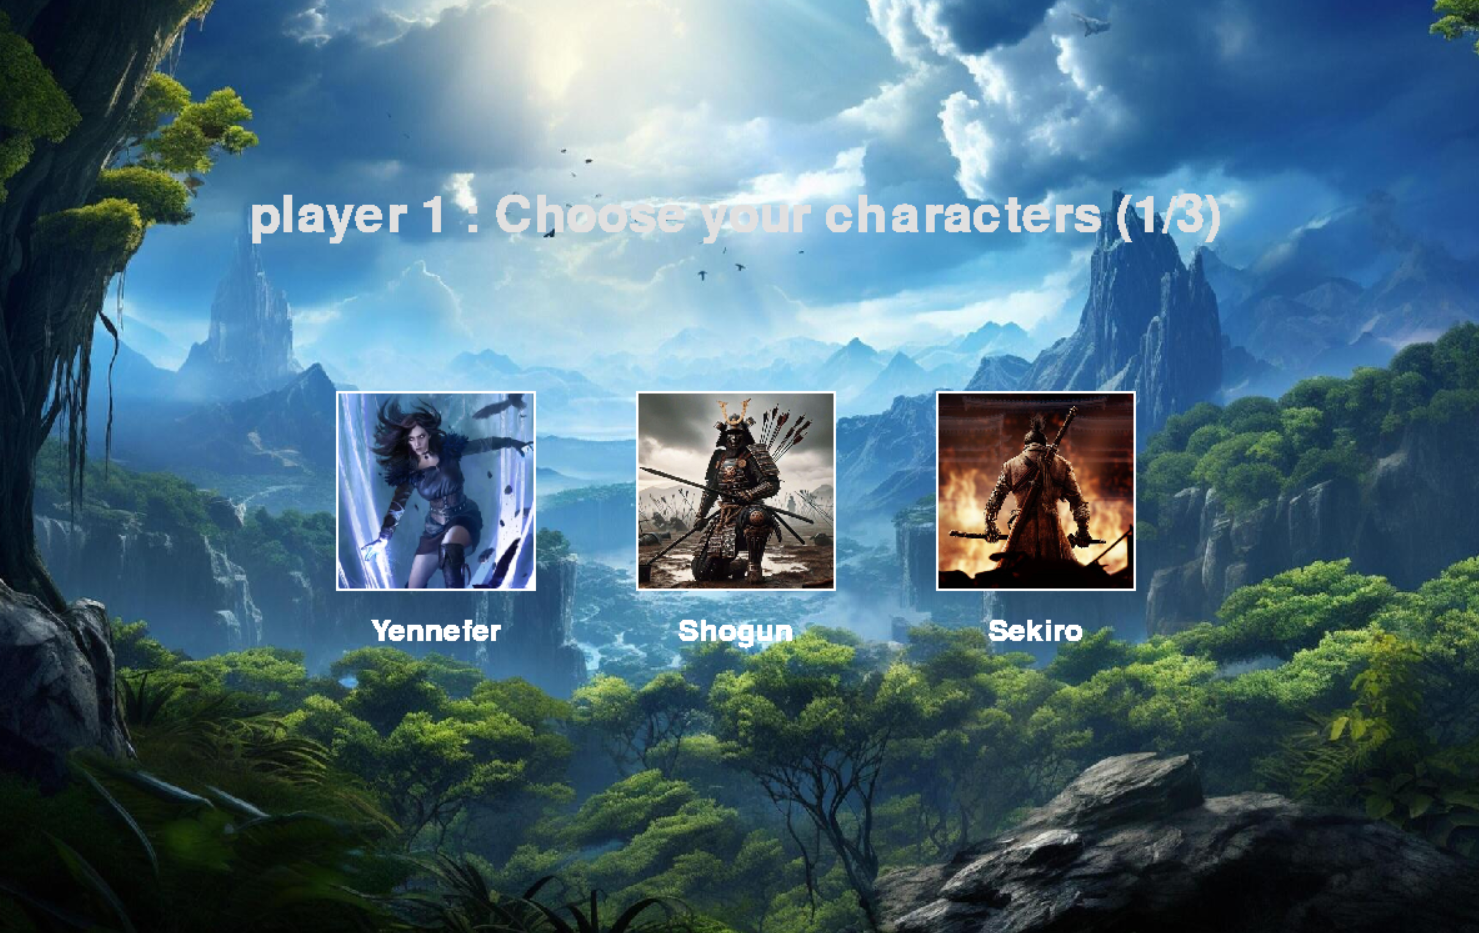 player 1 : Choose your characters (1/3)
Yennefer
Shogun
Sekiro